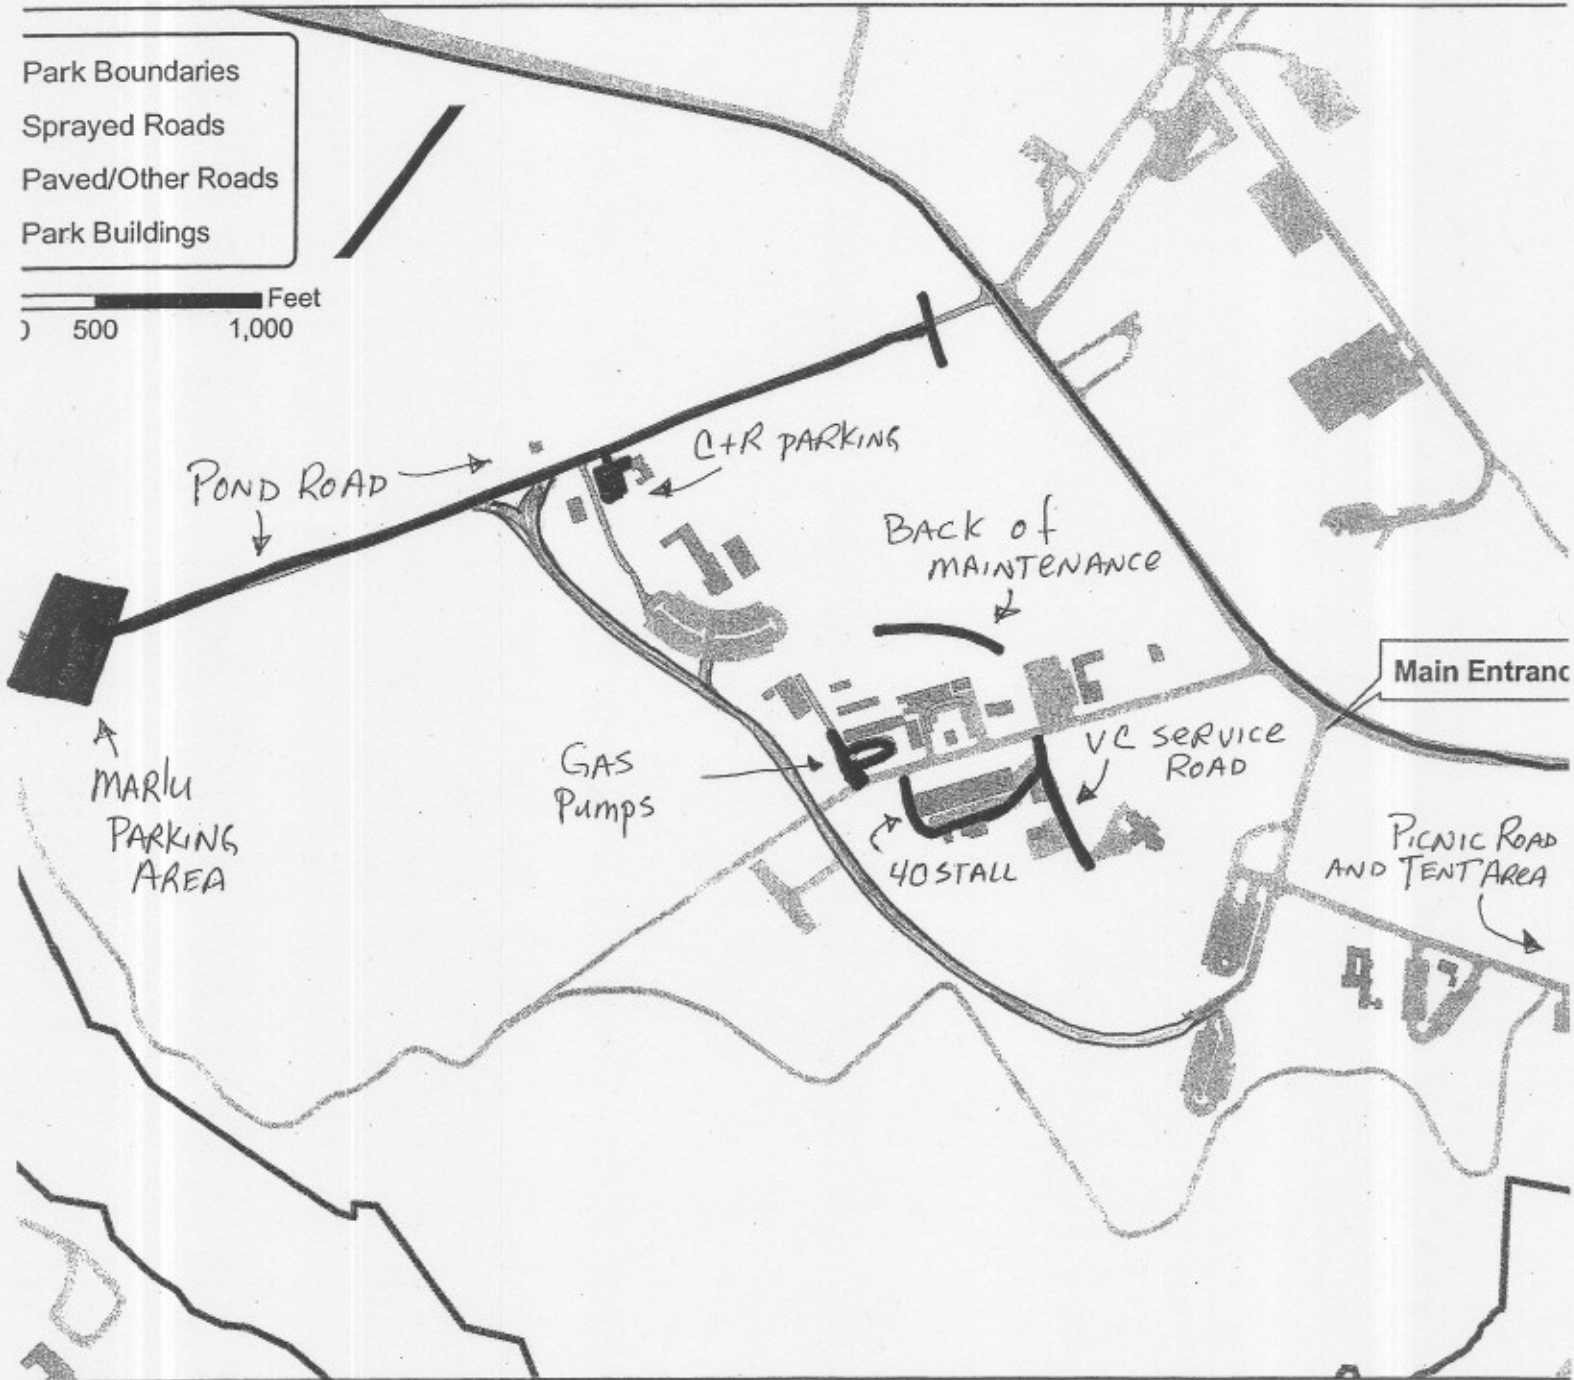 Park Boundaries
Sprayed Roads
Paved/Other Roads
Park Buildings
Feet
500 1,000
C+R PARKING
POND ROAD
BACK of
MAINTENANCE
Main Entranc
VC SERVICE
ROAD
GAS
Pumps
MARLU
PARKING
AREA
40 STALL
PICNIC ROAD
AND TENT AREA